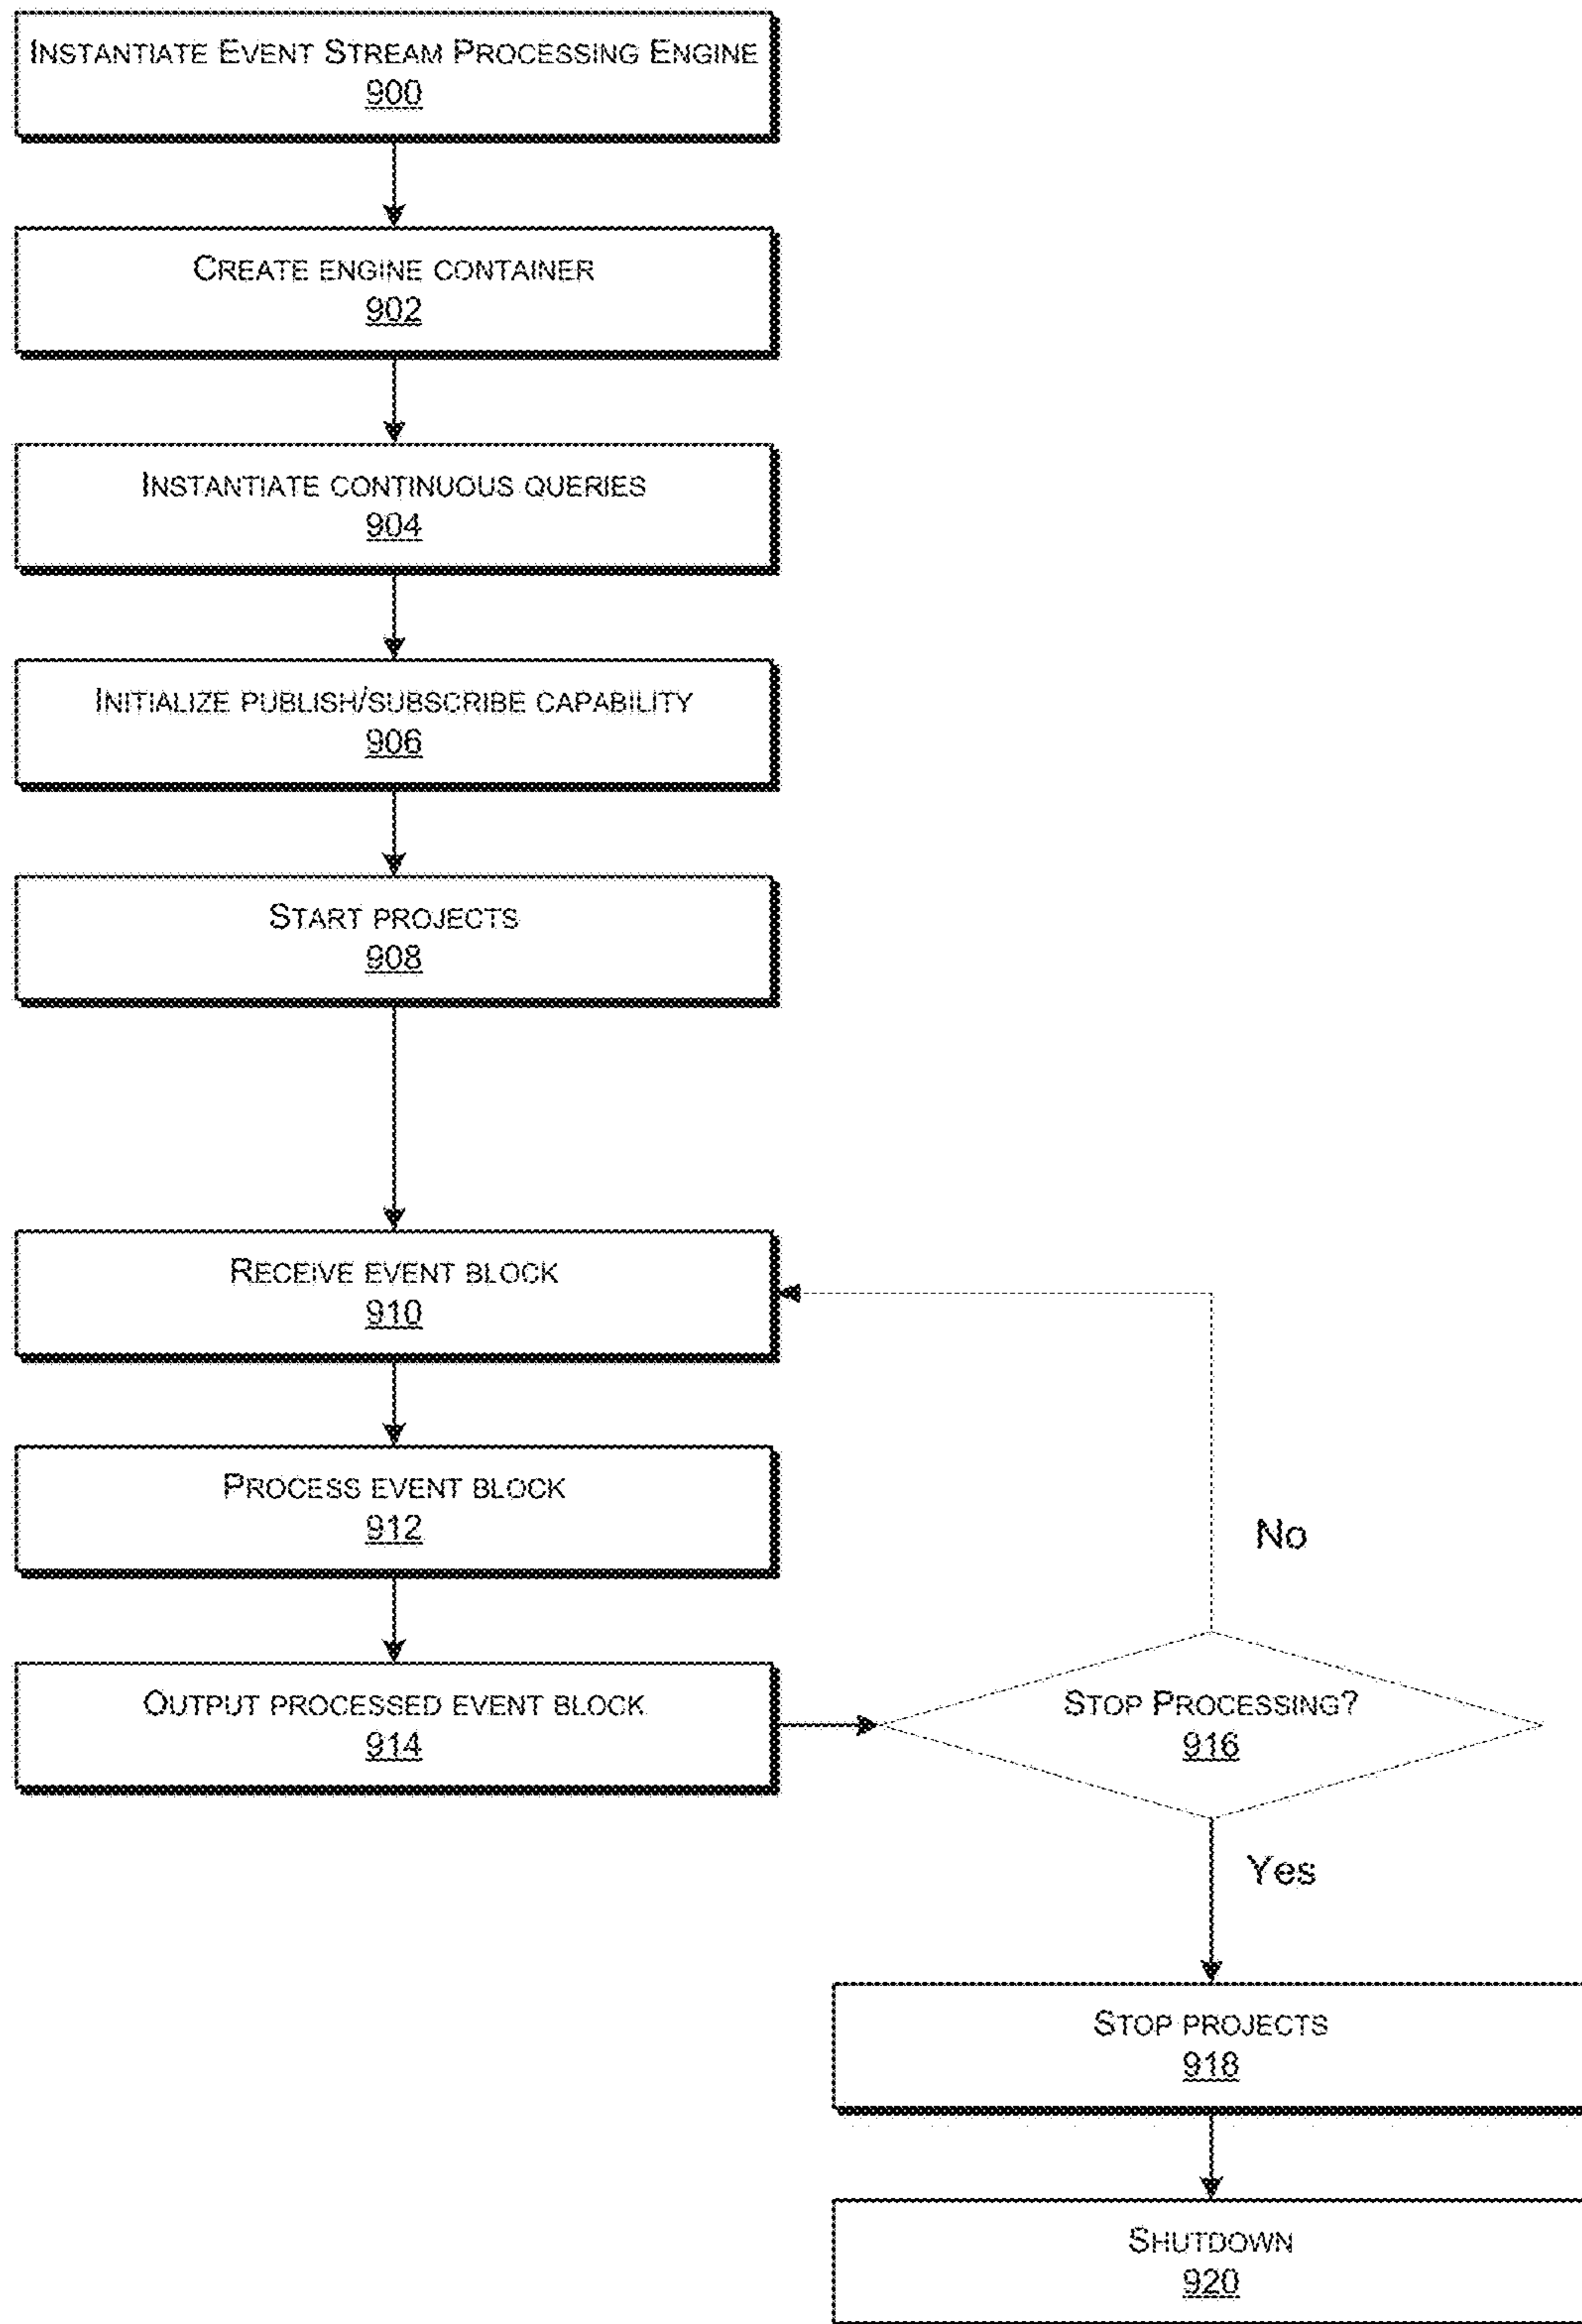 INSTANTIATE EVENT STREAM PROCESSING ENGINE
900
CREATE ENGINE CONTAINER
902
INSTANTIATE CONTINUOUS QUERIES
904
INITIALIZE PUBLISH/SUBSCRIBE CAPABILITY
906
START PROJECTS
908
RECEIVE EVENT BLOCK
910
PROCESS EVENT BLOCK
912
No
OUTPUT PROCESSED EVENT BLOCK
914
STOP PROCESSING?
916
Yes
STOP PROJECTS
918
SHUTDOWN
920